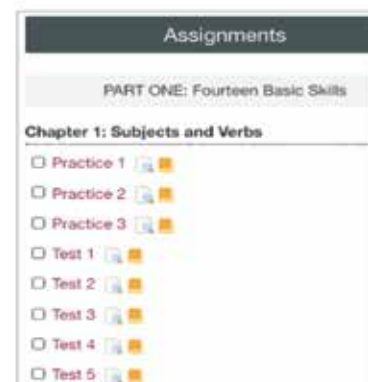 Assignments
PART ONE: Fourteen Basic Skills
Chapter 1: Subjects and Verbs
Practice 1
Practice 2
Practice 3
Test 1
Test 2
Test 3
Test 4
Test 5